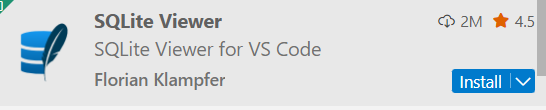 SQLite Viewer 2M 4.5
SQLite Viewer for VS Code
Florian Klampfer Install